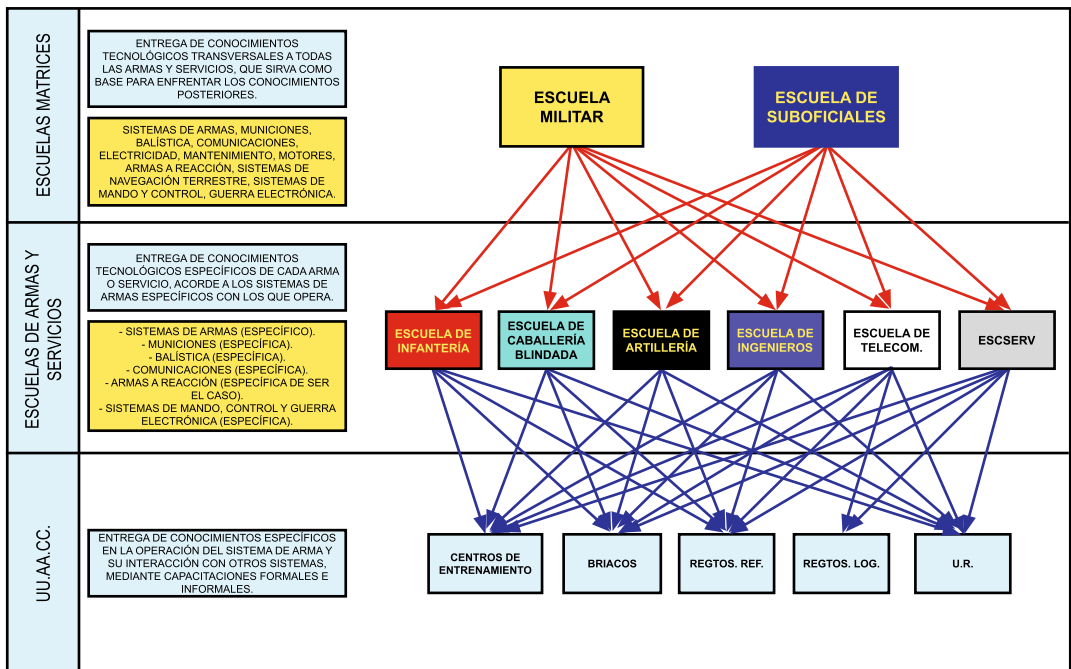 ESCUELAS MATRICES
ENTREGA DE CONOCIMIENTOS
TECNOLÓGICOS TRANSVERSALES A TODAS
LAS ARMAS Y SERVICIOS, QUE SIRVA COMO
BASE PARA ENFRENTAR LOS CONOCIMIENTOS
POSTERIORES.
SISTEMAS DE ARMAS, MUNICIONES,
BALÍSTICA, COMUNICACIONES,
ELECTRICIDAD, MANTENIMIENTO, MOTORES,
ARMAS A REACCIÓN, SISTEMAS DE
NAVEGACIÓN TERRESTRE, SISTEMAS DE
MANDO Y CONTROL, GUERRA ELECTRÓNICA.
ESCUELA
MILITAR
ESCUELA DE
SUBOFICIALES
ESCUELAS DE ARMAS Y
SERVICIOS
ENTREGA DE CONOCIMIENTOS
TECNOLÓGICOS ESPECÍFICOS DE CADA ARMA
O SERVICIO, ACORDE A LOS SISTEMAS DE
ARMAS ESPECÍFICOS CON LOS QUE OPERA.
- SISTEMAS DE ARMAS (ESPECÍFICO).
- MUNICIONES (ESPECÍFICA).
- BALÍSTICA (ESPECÍFICA).
- COMUNICACIONES (ESPECÍFICA).
- ARMAS A REACCIÓN (ESPECÍFICA DE SER
EL CASO).
- SISTEMAS DE MANDO, CONTROL Y GUERRA
ELECTRÓNICA (ESPECÍFICA).
ESCUELA DE
INFANTERÍA
ESCUELA DE
CABALLERÍA
BLINDADA
ESCUELA DE
ARTILLERÍA
ESCUELA DE
INGENIEROS
ESCUELA DE
TELECOM.
ESCSERV
UU.AA.CC.
ENTREGA DE CONOCIMIENTOS ESPECÍFICOS
EN LA OPERACIÓN DEL SISTEMA DE ARMA Y
SU INTERACCIÓN CON OTROS SISTEMAS,
MEDIANTE CAPACITACIONES FORMALES E
INFORMALES.
CENTROS DE
ENTRENAMIENTO
BRIACOS
REGTOS. REF.
REGTOS. LOG.
U.R.